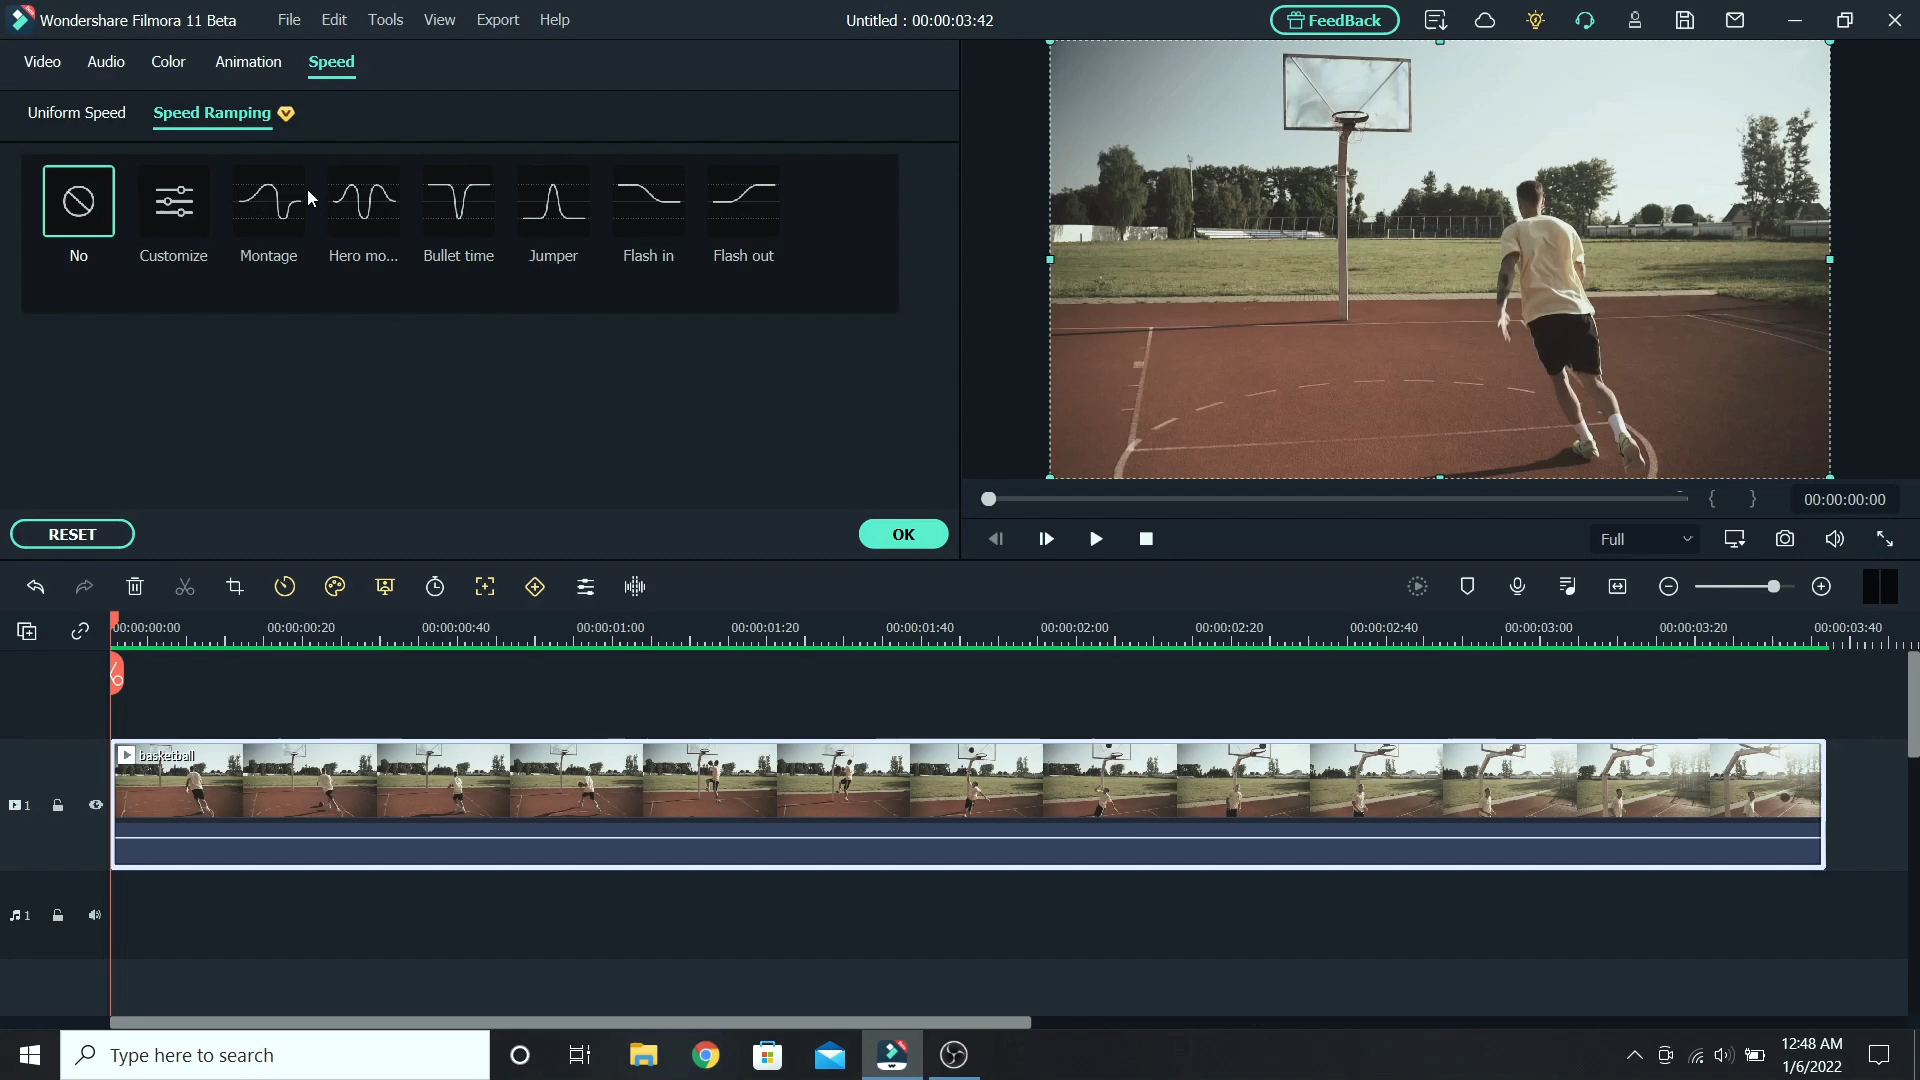 Wondershare Filmora 11 Beta
File Edit Tools View Export Help
Untitled : 00:00:03:42
FeedBack
Video Audio Color Animation Speed
Uniform Speed Speed Ramping
No Customize Montage Hero mo... Bullet time Jumper Flash in Flash out
{ } 00:00:00:00
RESET OK
Full
00:00:00:00 00:00:00:20 00:00:00:40 00:00:01:00 00:00:01:20 00:00:01:40 00:00:02:00 00:00:02:20 00:00:02:40 00:00:03:00 00:00:03:20 00:00:03:40
basketball
1
1
Type here to search
12:48 AM
1/6/2022